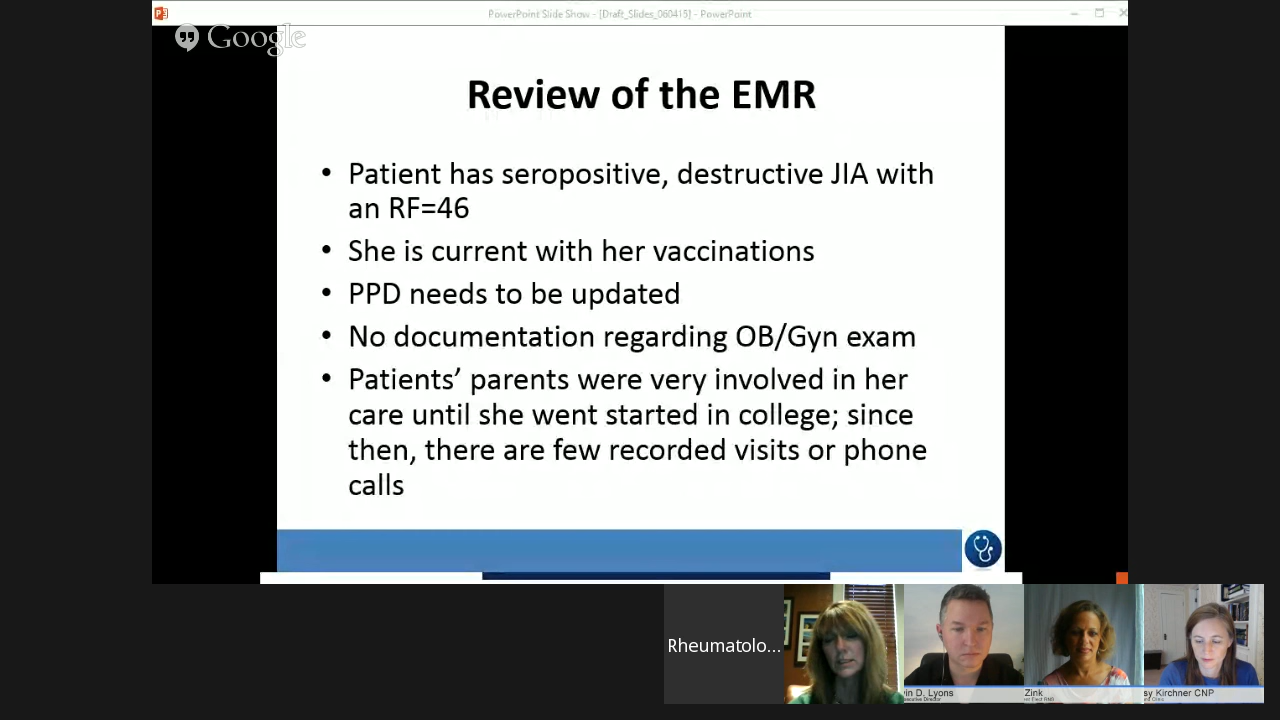 PowerPoint Slide Show - [Draft_Slides_060415] - PowerPoint
Google
Review of the EMR
• Patient has seropositive, destructive JIA with
an RF=46
• She is current with her vaccinations
• PPD needs to be updated
• No documentation regarding OB/Gyn exam
• Patients’ parents were very involved in her
care until she went started in college; since
then, there are few recorded visits or phone
calls
Rheumatolo...
in D. Lyons
Zink
sy Kirchner CNP